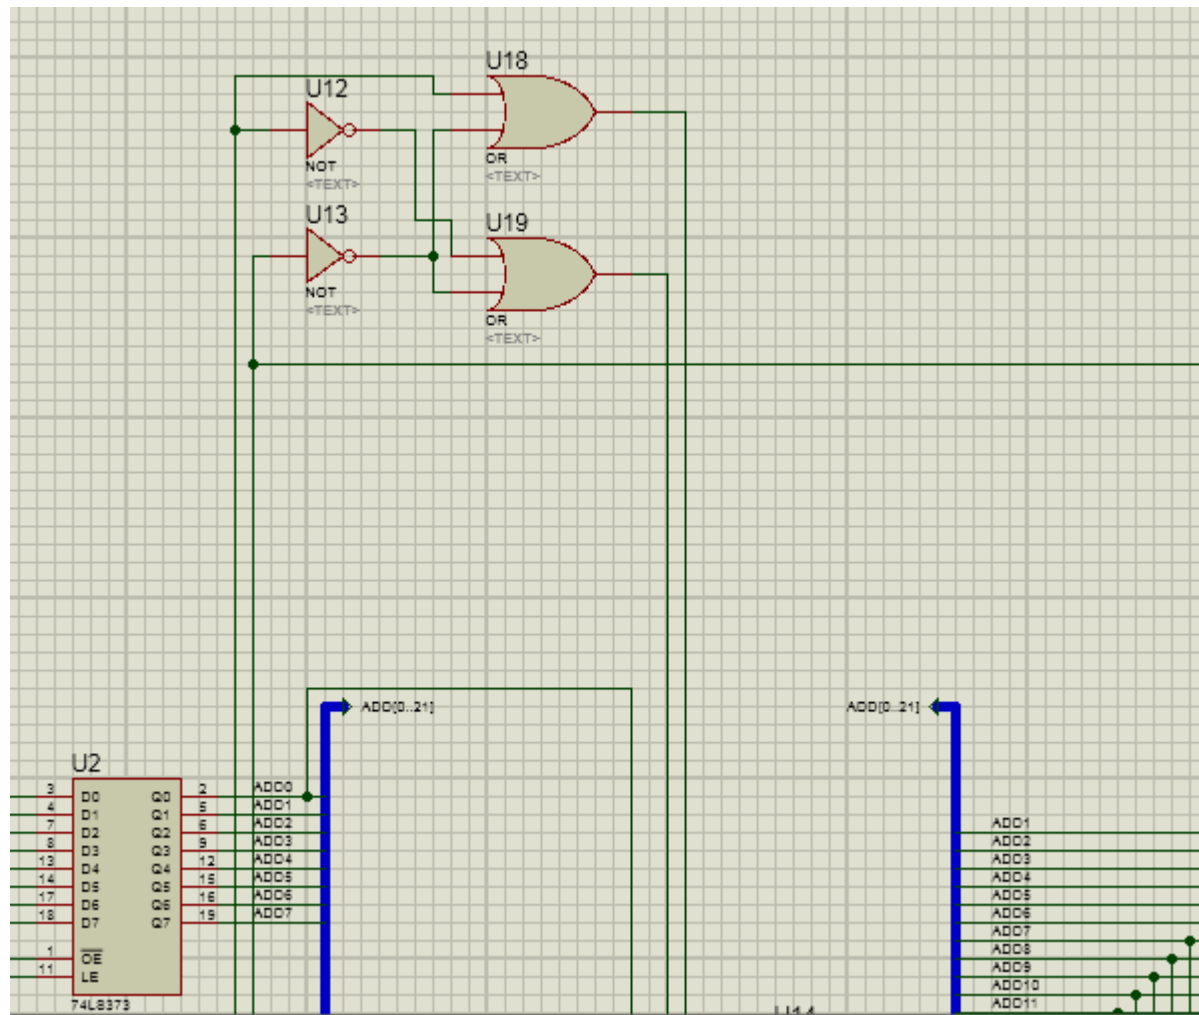 U18
U12
NOT
<TEXT>
OR
<TEXT>
U13
U19
NOT
<TEXT>
OR
<TEXT>
ADD[0..21]
ADD[0..21]
U2
3 D0 Q0 2 ADD0
4 D1 Q1 5 ADD1
7 D2 Q2 6 ADD2
8 D3 Q3 9 ADD3
13 D4 Q4 12 ADD4
14 D5 Q5 15 ADD5
17 D6 Q6 16 ADD6
18 D7 Q7 19 ADD7
1 OE
11 LE
74LS373
ADD1
ADD2
ADD3
ADD4
ADD5
ADD6
ADD7
ADD8
ADD9
ADD10
ADD11